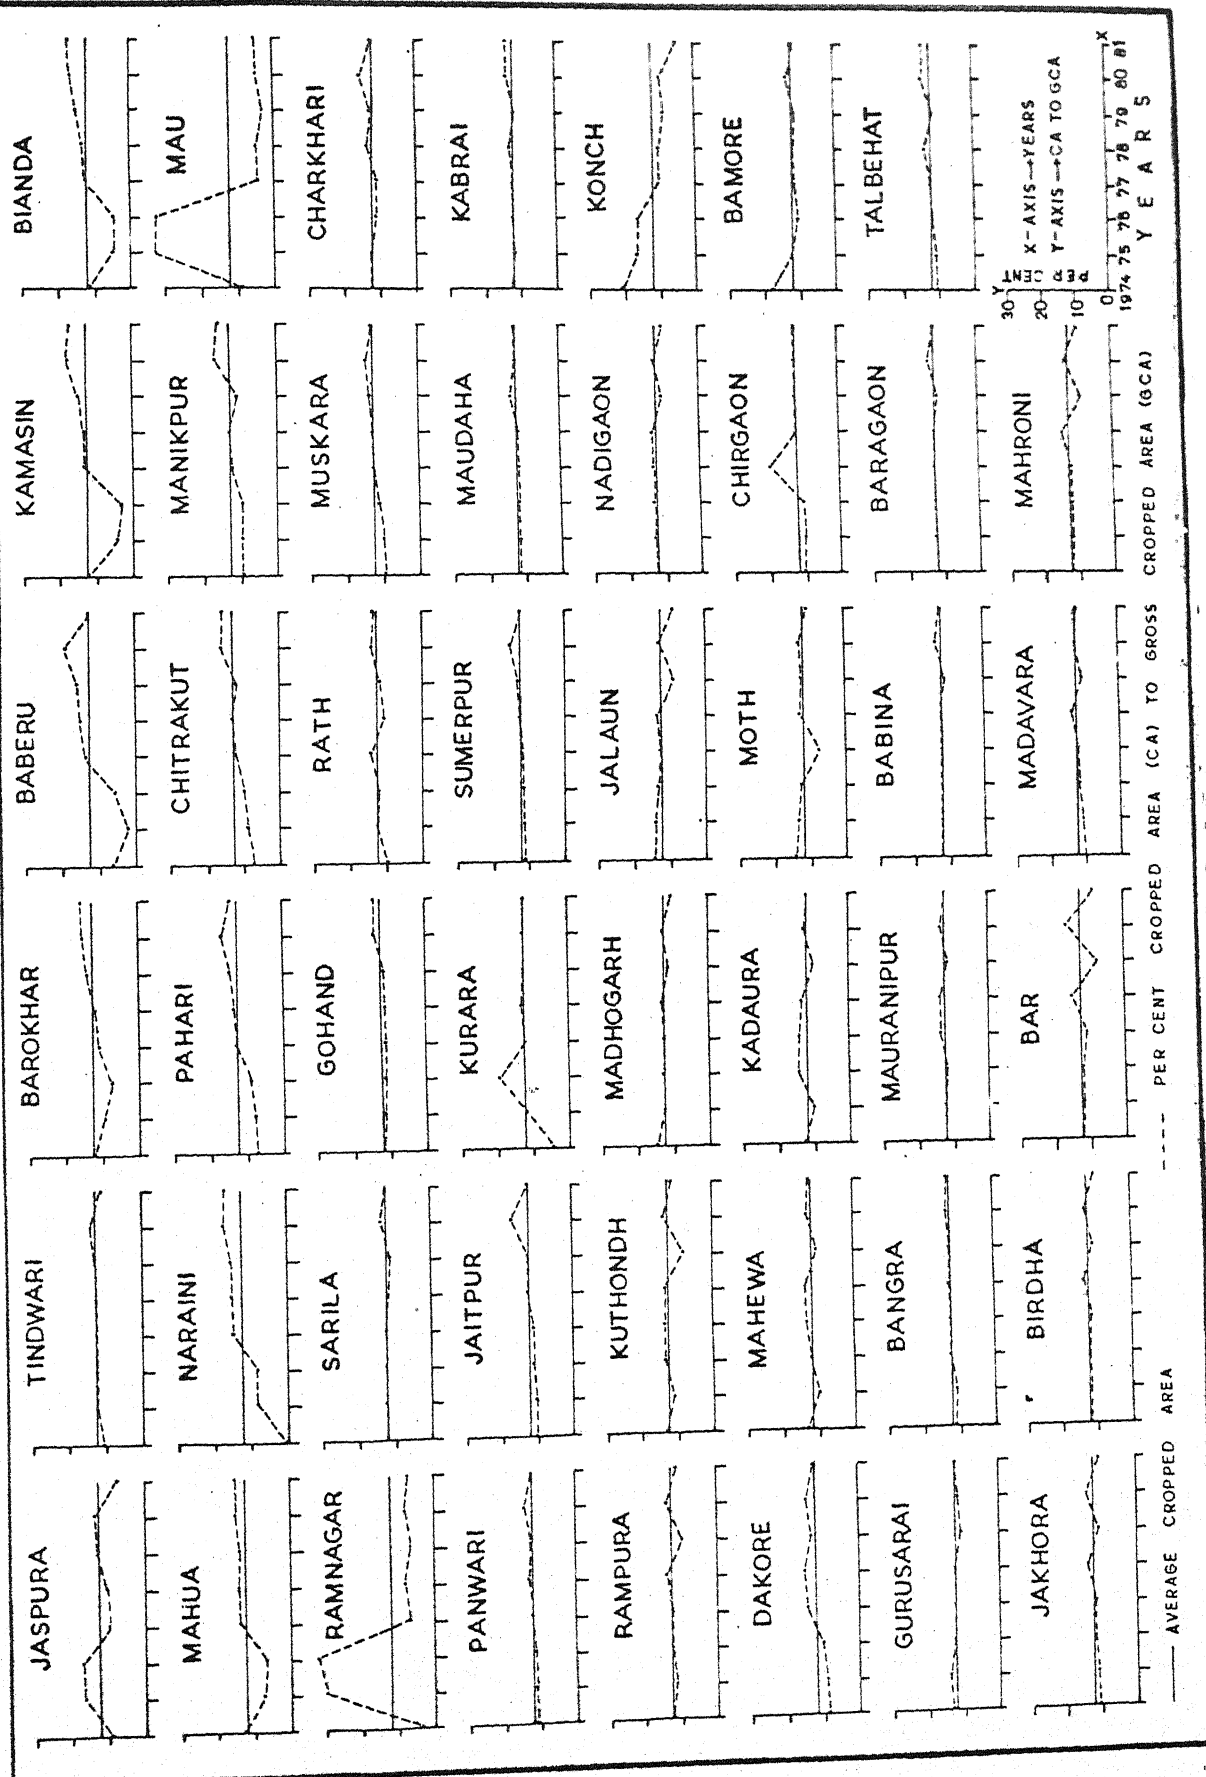 JASPURA TINDWARI BAROKHAR BABERU KAMASIN BIANDA
MAHUA NARAINI PAHARI CHITRAKUT MANIKPUR MAU
RAMNAGAR SARILA GOHAND RATH MUSKARA CHARKHARI
PANWARI JAITPUR KURARA SUMERPUR MAUDAHA KABRAI
RAMPURA KUTHONDH MADHOGARH JALAUN NADIGAON KONCH
DAKORE MAHEWA KADAURA MOTH CHIRGAON BAMORE
GURUSARAI BANGRA MAURANIPUR BABINA BARAGAON TALBEHAT
JAKHORA BIRDHA BAR MADAVARA MAHRONI
Y
30
20
10
0
PER CENT
X-AXIS→YEARS
Y-AXIS→CA TO GCA
X
1974 75 76 77 78 79 80 81
YEARS
AVERAGE CROPPED AREA --- PER CENT CROPPED AREA (CA) TO GROSS CROPPED AREA (GCA)